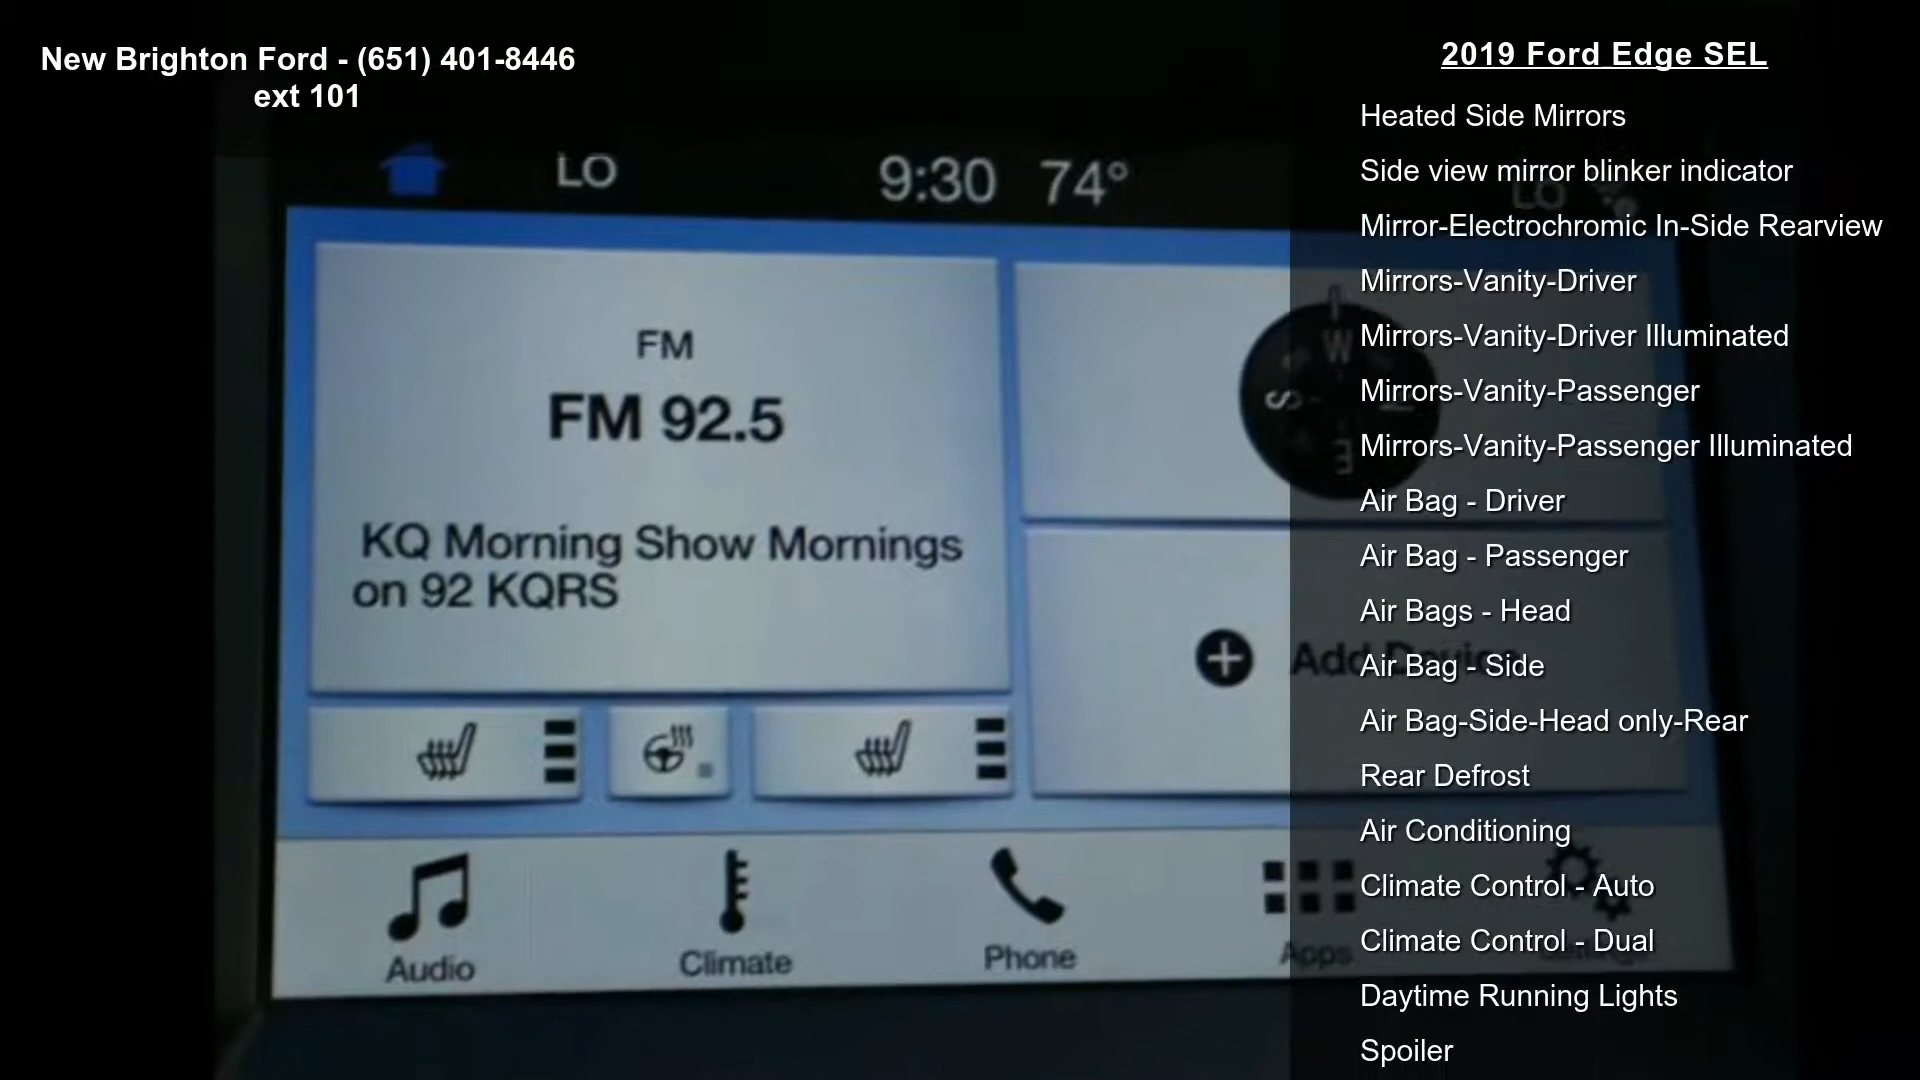 New Brighton Ford - (651) 401-8446
ext 101
2019 Ford Edge SEL
Heated Side Mirrors
Side view mirror blinker indicator
Mirror-Electrochromic In-Side Rearview
Mirrors-Vanity-Driver
Mirrors-Vanity-Driver Illuminated
Mirrors-Vanity-Passenger
Mirrors-Vanity-Passenger Illuminated
Air Bag - Driver
Air Bag - Passenger
Air Bags - Head
Air Bag - Side
Air Bag-Side-Head only-Rear
Rear Defrost
Air Conditioning
Climate Control - Auto
Climate Control - Dual
Daytime Running Lights
Spoiler
LO 9:30 74° LO
FM
FM 92.5
KQ Morning Show Mornings
on 92 KQRS
W
S
E
Add
Audio Climate Phone Apps